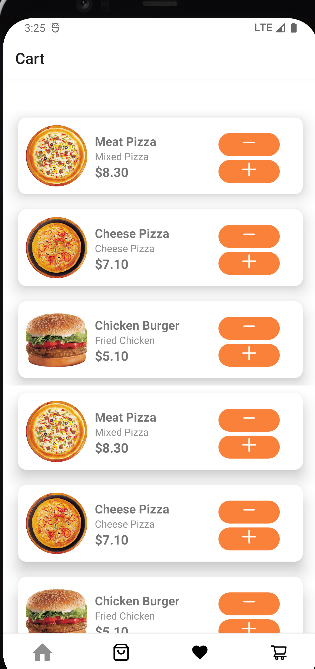 3:25 LTE
Cart
Meat Pizza
Mixed Pizza
$8.30
Cheese Pizza
Cheese Pizza
$7.10
Chicken Burger
Fried Chicken
$5.10
Meat Pizza
Mixed Pizza
$8.30
Cheese Pizza
Cheese Pizza
$7.10
Chicken Burger
Fried Chicken
$5.10